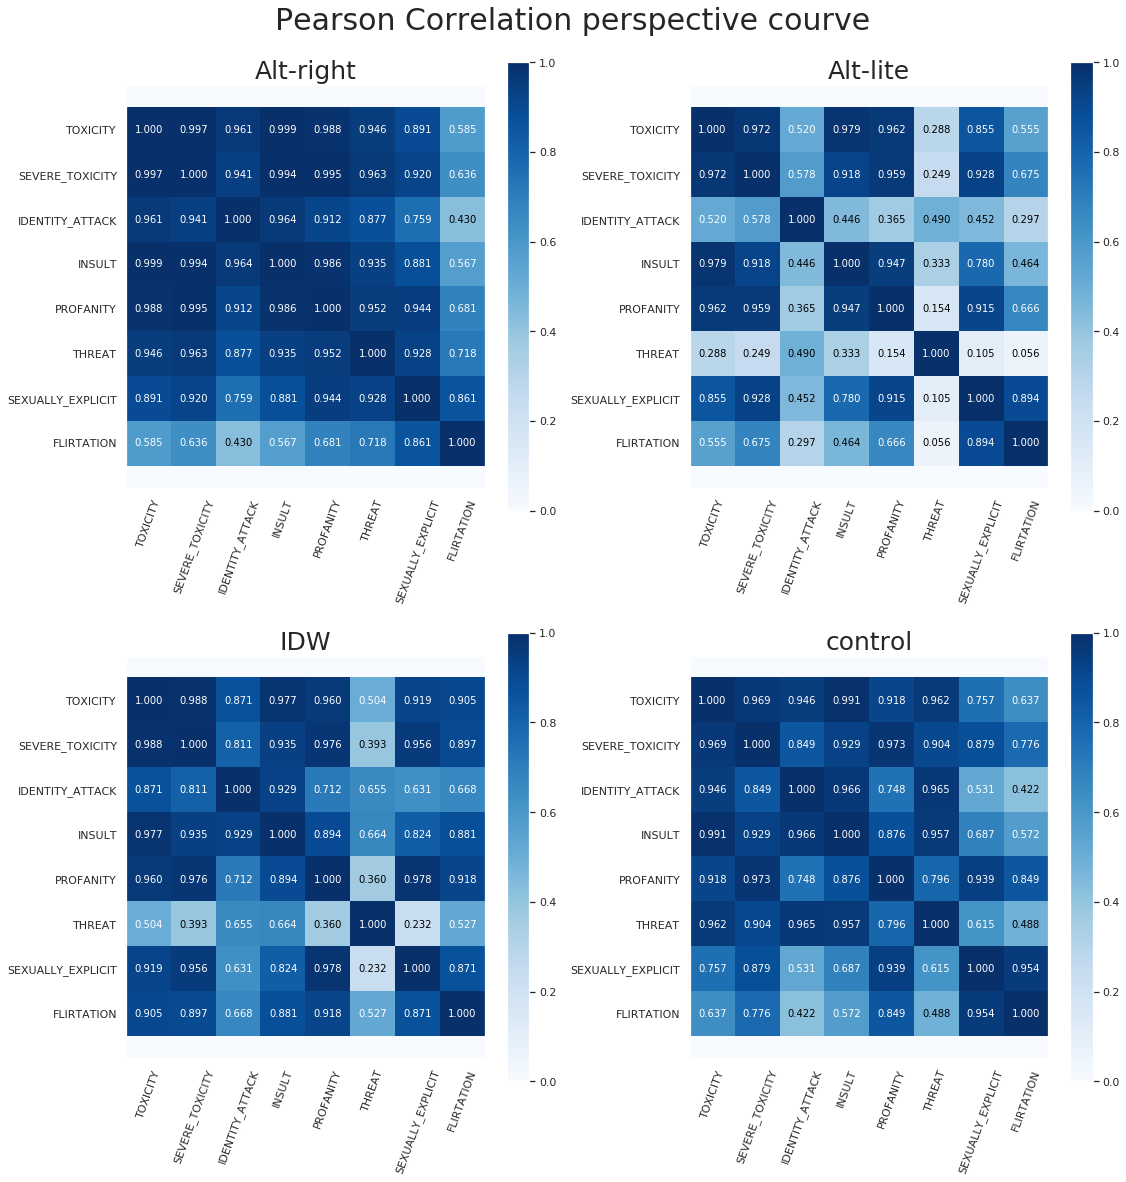 Pearson Correlation perspective courve
Alt-right
TOXICITY 1.000 0.997 0.961 0.999 0.988 0.946 0.891 0.585
SEVERE_TOXICITY 0.997 1.000 0.941 0.994 0.995 0.963 0.920 0.636
IDENTITY_ATTACK 0.961 0.941 1.000 0.964 0.912 0.877 0.759 0.430
INSULT 0.999 0.994 0.964 1.000 0.986 0.935 0.881 0.567
PROFANITY 0.988 0.995 0.912 0.986 1.000 0.952 0.944 0.681
THREAT 0.946 0.963 0.877 0.935 0.952 1.000 0.928 0.718
SEXUALLY_EXPLICIT 0.891 0.920 0.759 0.881 0.944 0.928 1.000 0.861
FLIRTATION 0.585 0.636 0.430 0.567 0.681 0.718 0.861 1.000
TOXICITY SEVERE_TOXICITY IDENTITY_ATTACK INSULT PROFANITY THREAT SEXUALLY_EXPLICIT FLIRTATION
1.0
0.8
0.6
0.4
0.2
0.0
Alt-lite
TOXICITY 1.000 0.972 0.520 0.979 0.962 0.288 0.855 0.555
SEVERE_TOXICITY 0.972 1.000 0.578 0.918 0.959 0.249 0.928 0.675
IDENTITY_ATTACK 0.520 0.578 1.000 0.446 0.365 0.490 0.452 0.297
INSULT 0.979 0.918 0.446 1.000 0.947 0.333 0.780 0.464
PROFANITY 0.962 0.959 0.365 0.947 1.000 0.154 0.915 0.666
THREAT 0.288 0.249 0.490 0.333 0.154 1.000 0.105 0.056
SEXUALLY_EXPLICIT 0.855 0.928 0.452 0.780 0.915 0.105 1.000 0.894
FLIRTATION 0.555 0.675 0.297 0.464 0.666 0.056 0.894 1.000
TOXICITY SEVERE_TOXICITY IDENTITY_ATTACK INSULT PROFANITY THREAT SEXUALLY_EXPLICIT FLIRTATION
1.0
0.8
0.6
0.4
0.2
0.0
IDW
TOXICITY 1.000 0.988 0.871 0.977 0.960 0.504 0.919 0.905
SEVERE_TOXICITY 0.988 1.000 0.811 0.935 0.976 0.393 0.956 0.897
IDENTITY_ATTACK 0.871 0.811 1.000 0.929 0.712 0.655 0.631 0.668
INSULT 0.977 0.935 0.929 1.000 0.894 0.664 0.824 0.881
PROFANITY 0.960 0.976 0.712 0.894 1.000 0.360 0.978 0.918
THREAT 0.504 0.393 0.655 0.664 0.360 1.000 0.232 0.527
SEXUALLY_EXPLICIT 0.919 0.956 0.631 0.824 0.978 0.232 1.000 0.871
FLIRTATION 0.905 0.897 0.668 0.881 0.918 0.527 0.871 1.000
TOXICITY SEVERE_TOXICITY IDENTITY_ATTACK INSULT PROFANITY THREAT SEXUALLY_EXPLICIT FLIRTATION
1.0
0.8
0.6
0.4
0.2
0.0
control
TOXICITY 1.000 0.969 0.946 0.991 0.918 0.962 0.757 0.637
SEVERE_TOXICITY 0.969 1.000 0.849 0.929 0.973 0.904 0.879 0.776
IDENTITY_ATTACK 0.946 0.849 1.000 0.966 0.748 0.965 0.531 0.422
INSULT 0.991 0.929 0.966 1.000 0.876 0.957 0.687 0.572
PROFANITY 0.918 0.973 0.748 0.876 1.000 0.796 0.939 0.849
THREAT 0.962 0.904 0.965 0.957 0.796 1.000 0.615 0.488
SEXUALLY_EXPLICIT 0.757 0.879 0.531 0.687 0.939 0.615 1.000 0.954
FLIRTATION 0.637 0.776 0.422 0.572 0.849 0.488 0.954 1.000
TOXICITY SEVERE_TOXICITY IDENTITY_ATTACK INSULT PROFANITY THREAT SEXUALLY_EXPLICIT FLIRTATION
1.0
0.8
0.6
0.4
0.2
0.0